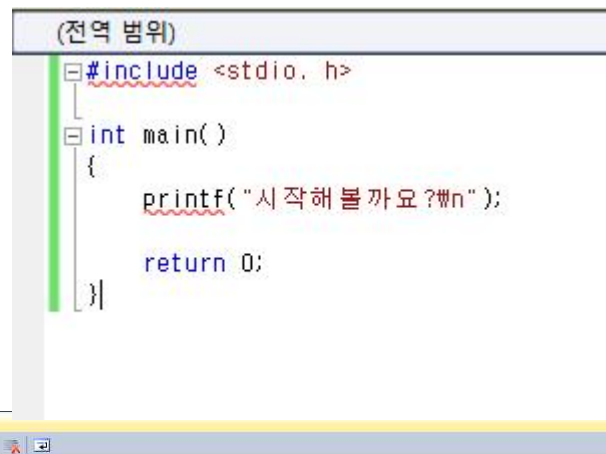 (전역 범위)
#include <stdio. h>
int main()
{
printf("시작해볼까요?₩n");
return 0;
}